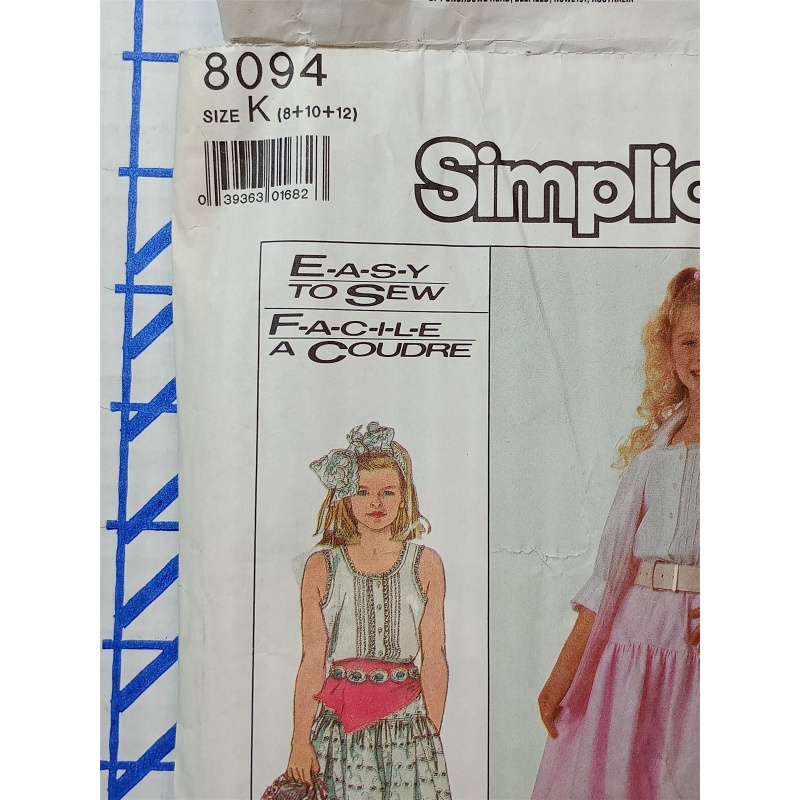 8094
SIZE K (8+10+12)
0 39363 01682
Simplic
E-A-S-Y
TO SEW
F-A-C-I-L-E
A COUDRE